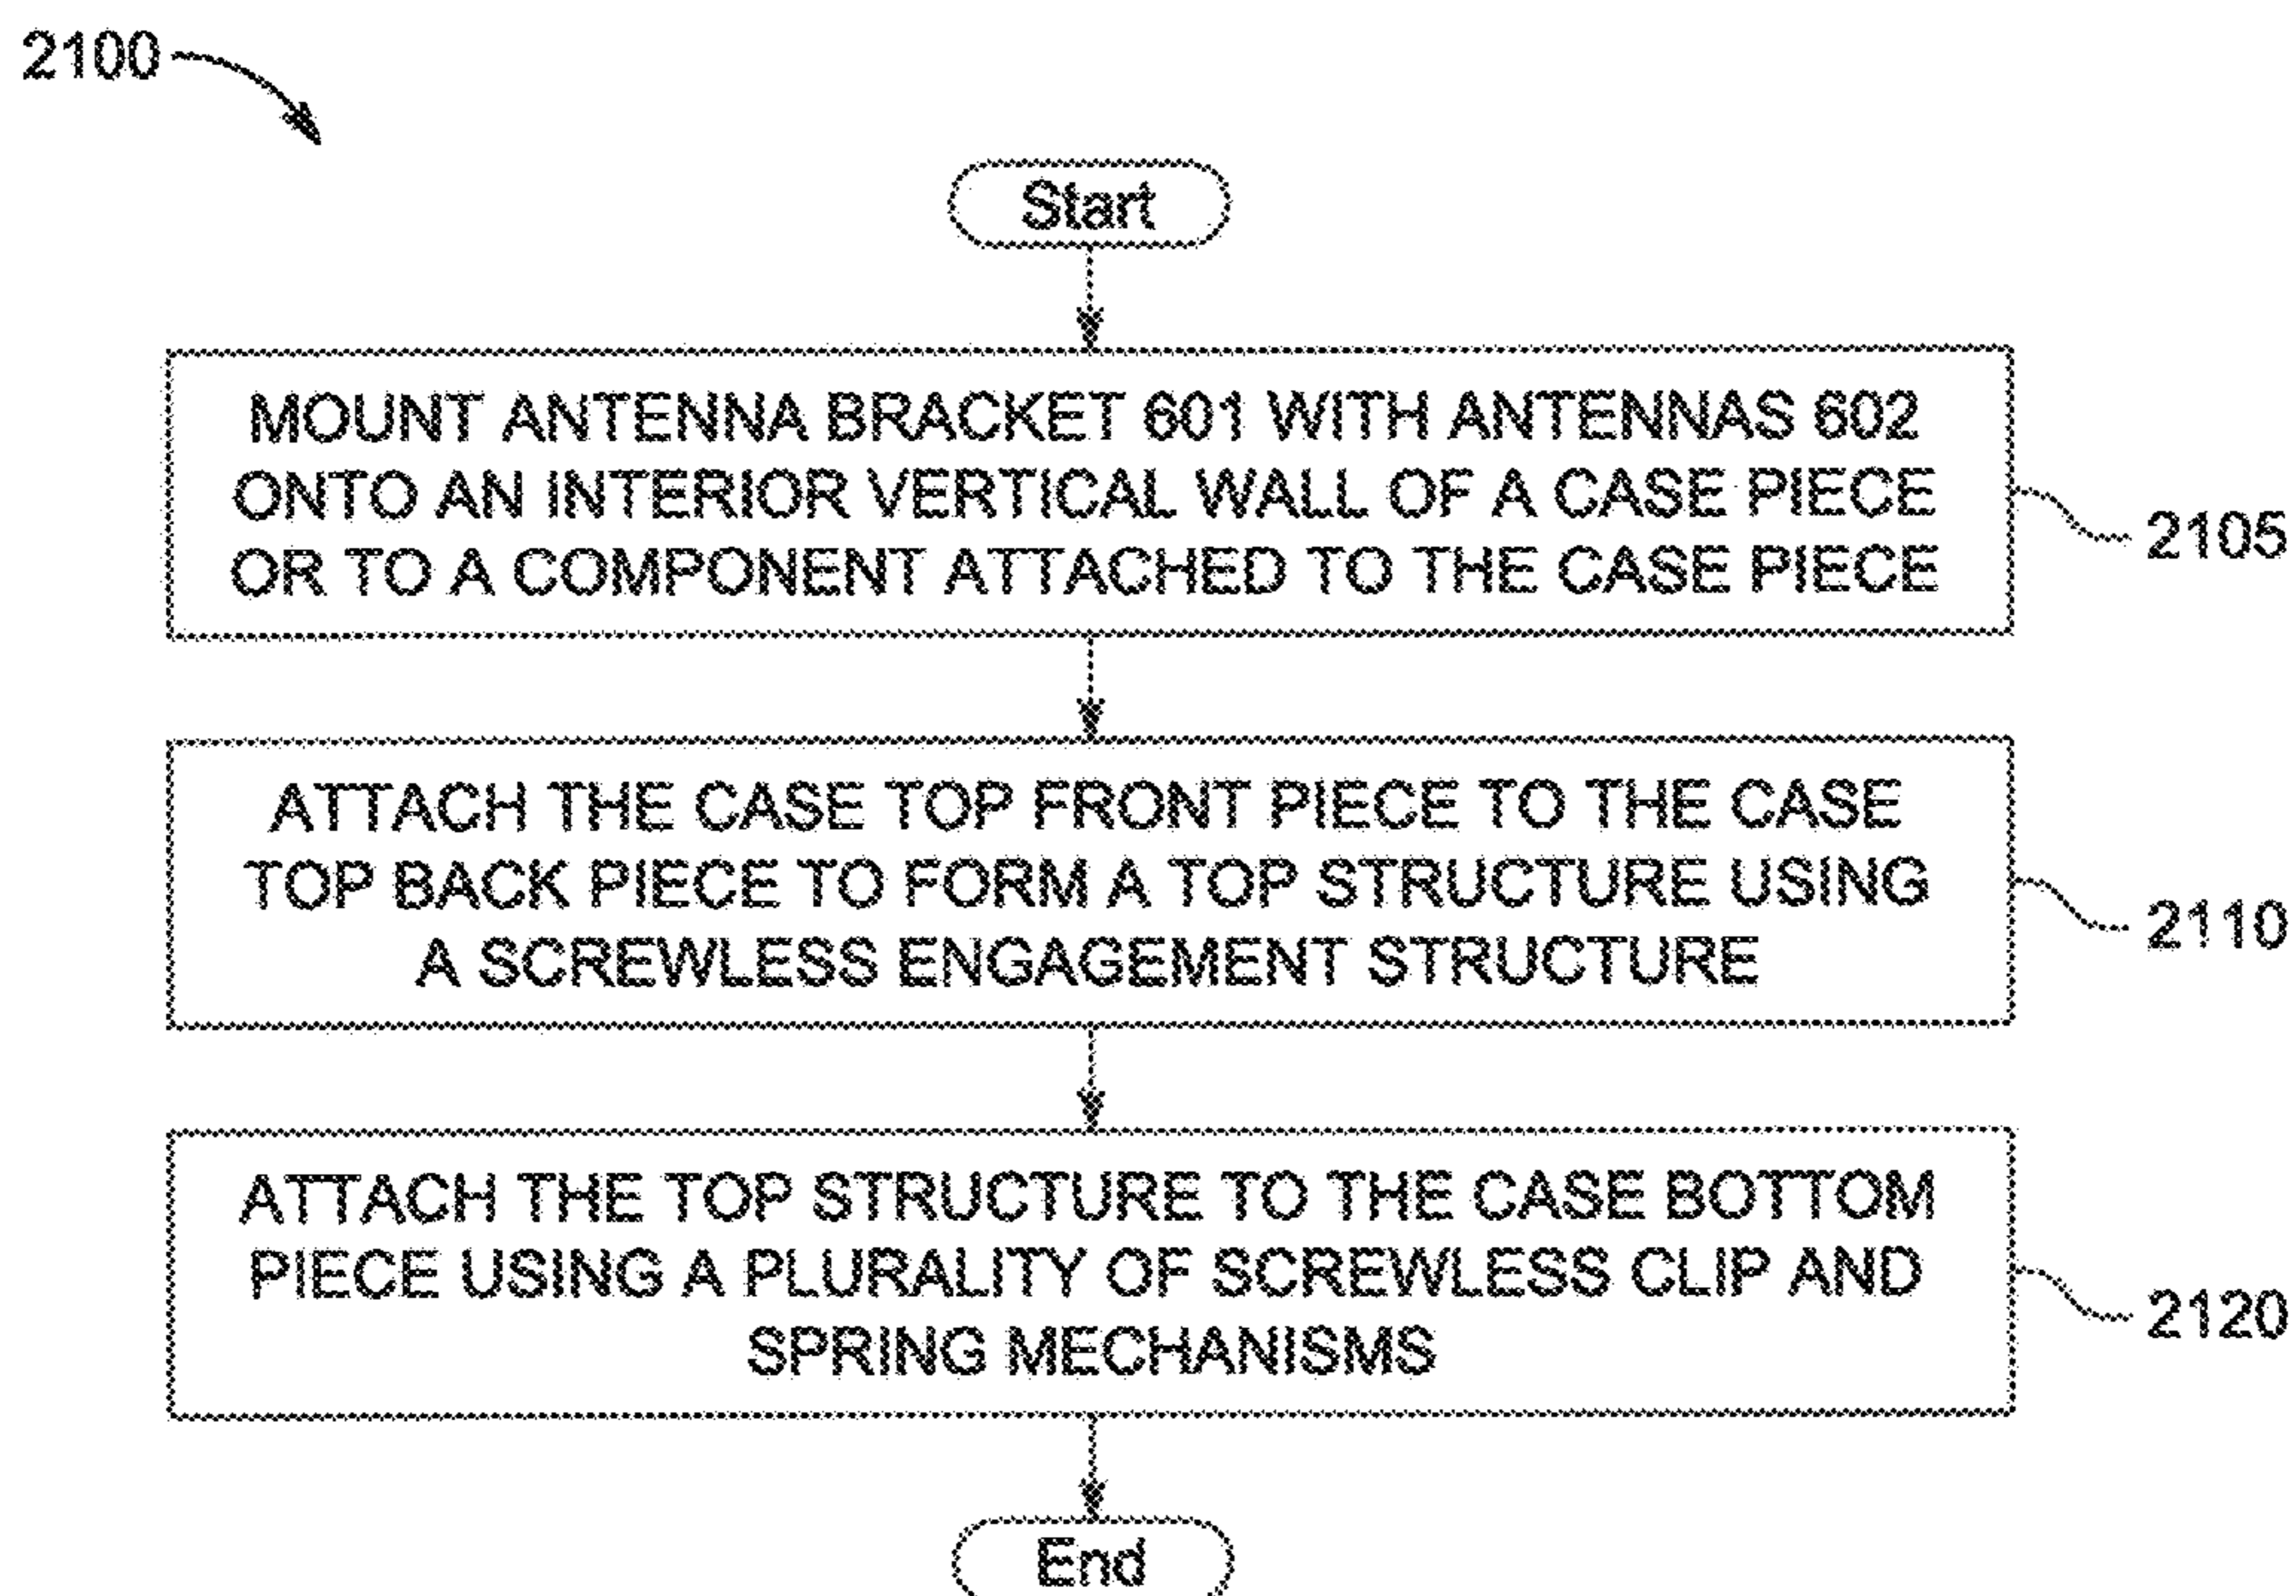 2100
Start
MOUNT ANTENNA BRACKET 601 WITH ANTENNAS 602
ONTO AN INTERIOR VERTICAL WALL OF A CASE PIECE
OR TO A COMPONENT ATTACHED TO THE CASE PIECE
2105
ATTACH THE CASE TOP FRONT PIECE TO THE CASE
TOP BACK PIECE TO FORM A TOP STRUCTURE USING
A SCREWLESS ENGAGEMENT STRUCTURE
2110
ATTACH THE TOP STRUCTURE TO THE CASE BOTTOM
PIECE USING A PLURALITY OF SCREWLESS CLIP AND
SPRING MECHANISMS
2120
End